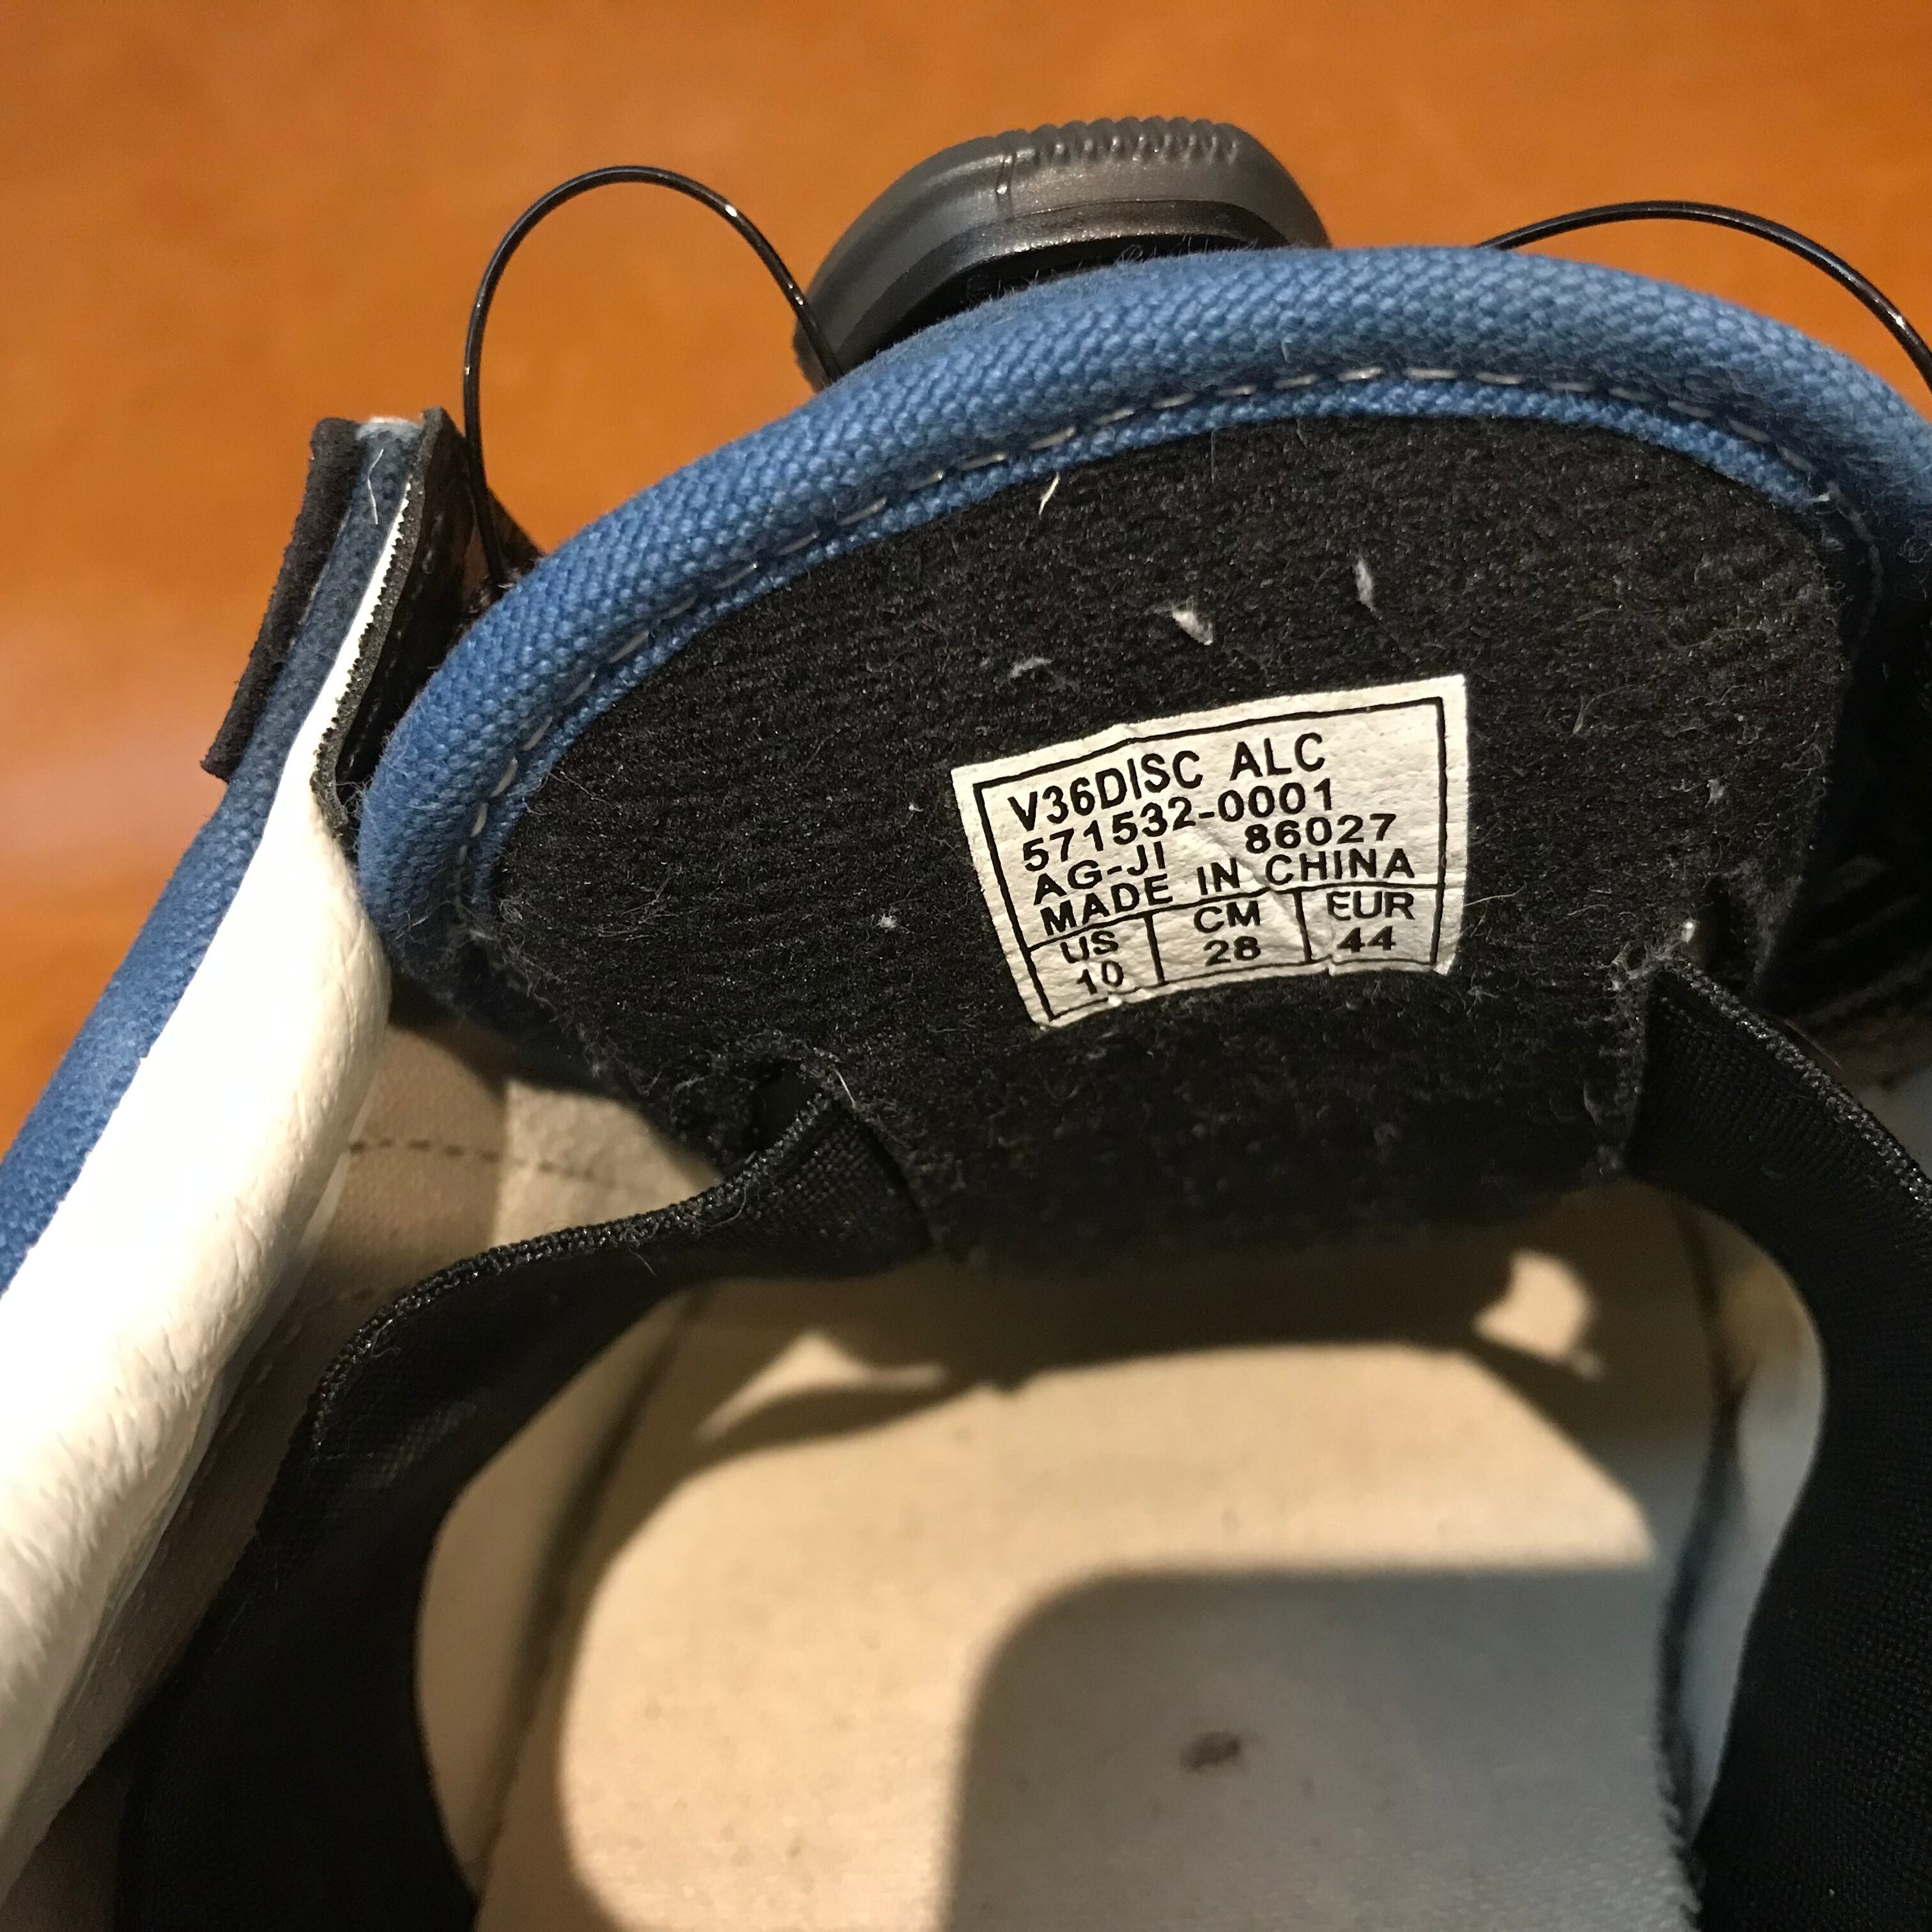 V36DISC ALC
571532-0001
AG-JI 86027
MADE IN CHINA
US CM EUR
10 28 44